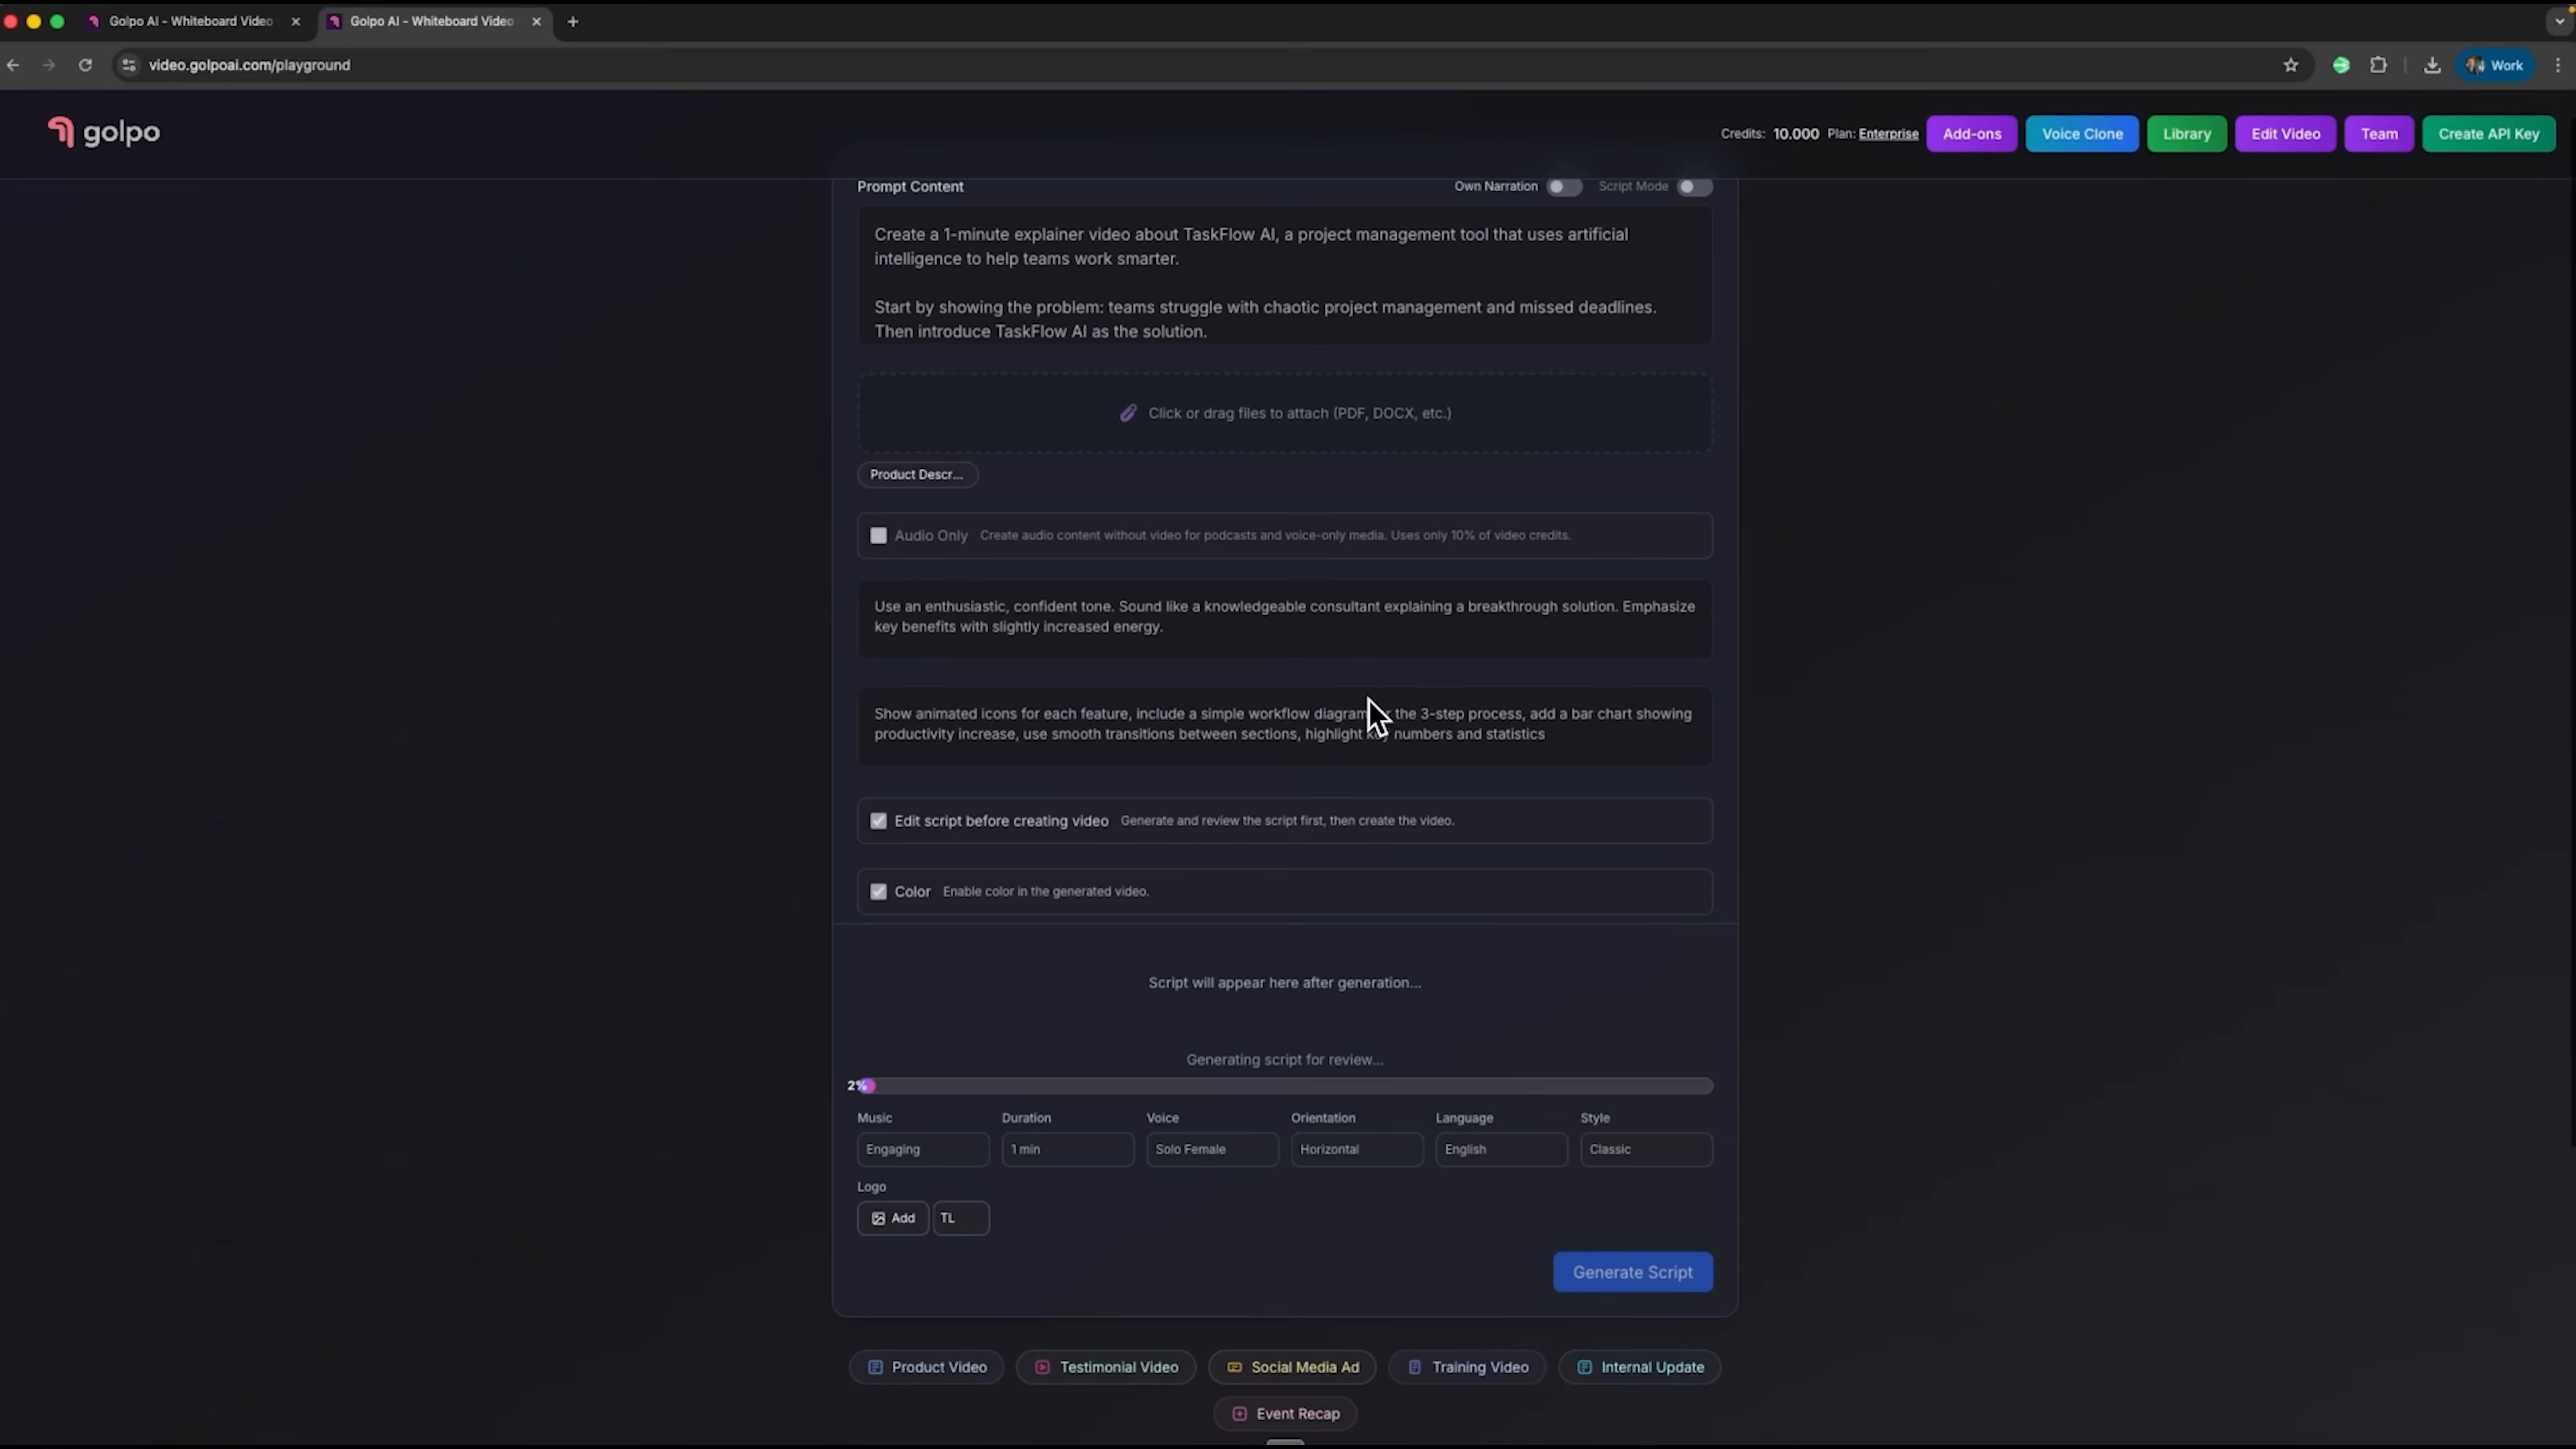 Golpo AI - Whiteboard Video
Golpo AI - Whiteboard Video
video.golpoai.com/playground
Work
golpo
Credits: 10.000 Plan: Enterprise
Add-ons
Voice Clone
Library
Edit Video
Team
Create API Key
Prompt Content
Own Narration
Script Mode
Create a 1-minute explainer video about TaskFlow AI, a project management tool that uses artificial
intelligence to help teams work smarter.
Start by showing the problem: teams struggle with chaotic project management and missed deadlines.
Then introduce TaskFlow AI as the solution.
Click or drag files to attach (PDF, DOCX, etc.)
Product Descr...
Audio Only Create audio content without video for podcasts and voice-only media. Uses only 10% of video credits.
Use an enthusiastic, confident tone. Sound like a knowledgeable consultant explaining a breakthrough solution. Emphasize
key benefits with slightly increased energy.
Show animated icons for each feature, include a simple workflow diagram the 3-step process, add a bar chart showing
productivity increase, use smooth transitions between sections, highlight key numbers and statistics
Edit script before creating video Generate and review the script first, then create the video.
Color Enable color in the generated video.
Script will appear here after generation...
Generating script for review...
2%
Music
Duration
Voice
Orientation
Language
Style
Engaging
1 min
Solo Female
Horizontal
English
Classic
Logo
Add
TL
Generate Script
Product Video
Testimonial Video
Social Media Ad
Training Video
Internal Update
Event Recap